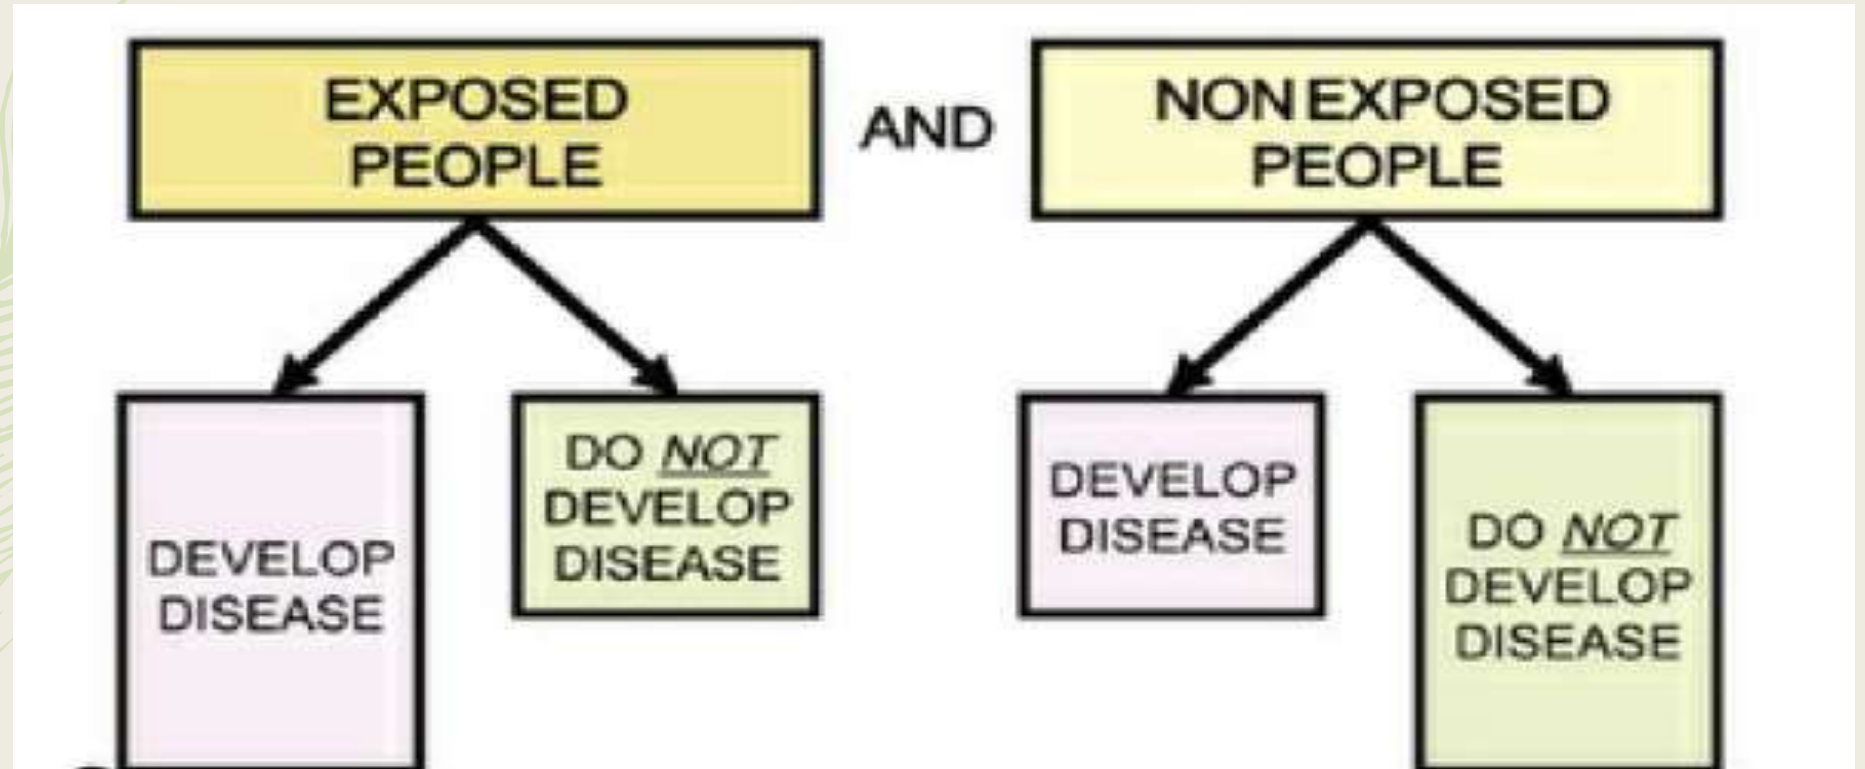 EXPOSED
PEOPLE
AND
NON EXPOSED
PEOPLE
DEVELOP
DISEASE
DO NOT
DEVELOP
DISEASE
DEVELOP
DISEASE
DO NOT
DEVELOP
DISEASE